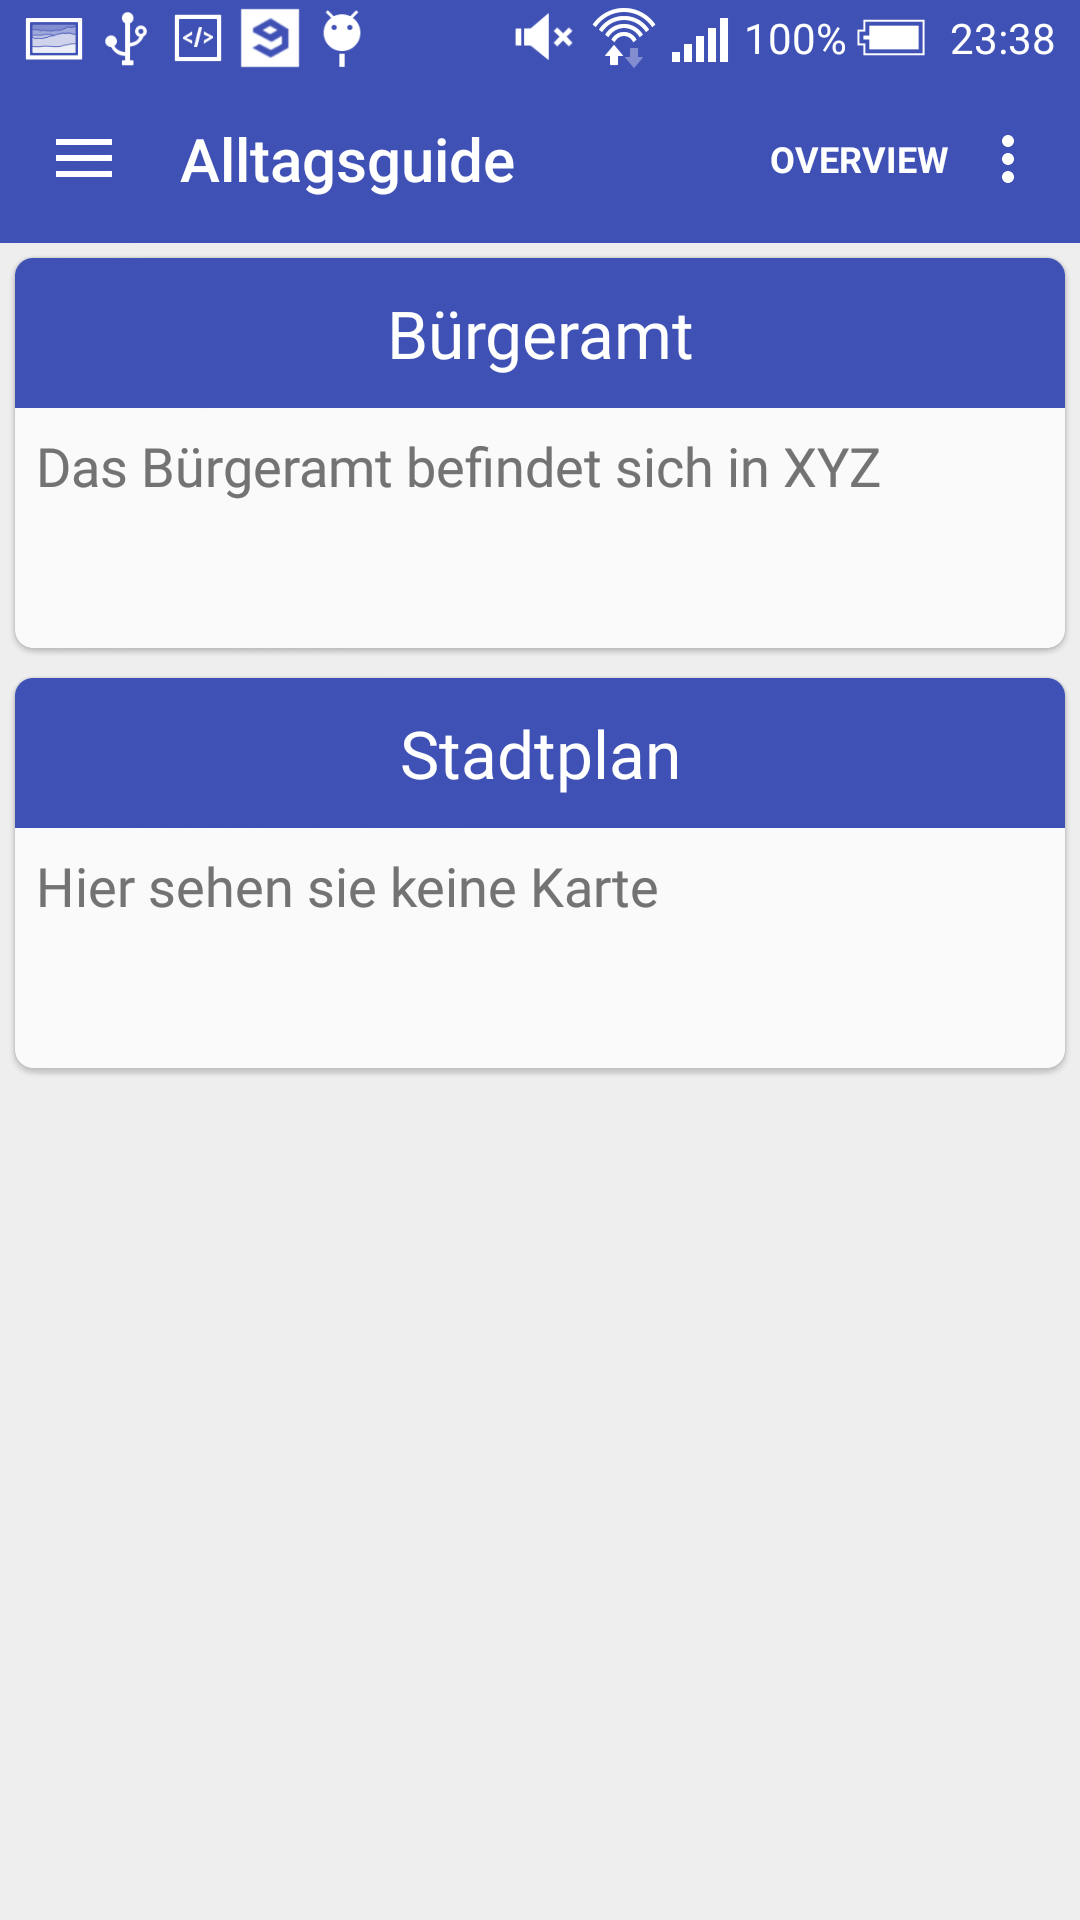 100% 23:38
Alltagsguide OVERVIEW
Bürgeramt
Das Bürgeramt befindet sich in XYZ
Stadtplan
Hier sehen sie keine Karte